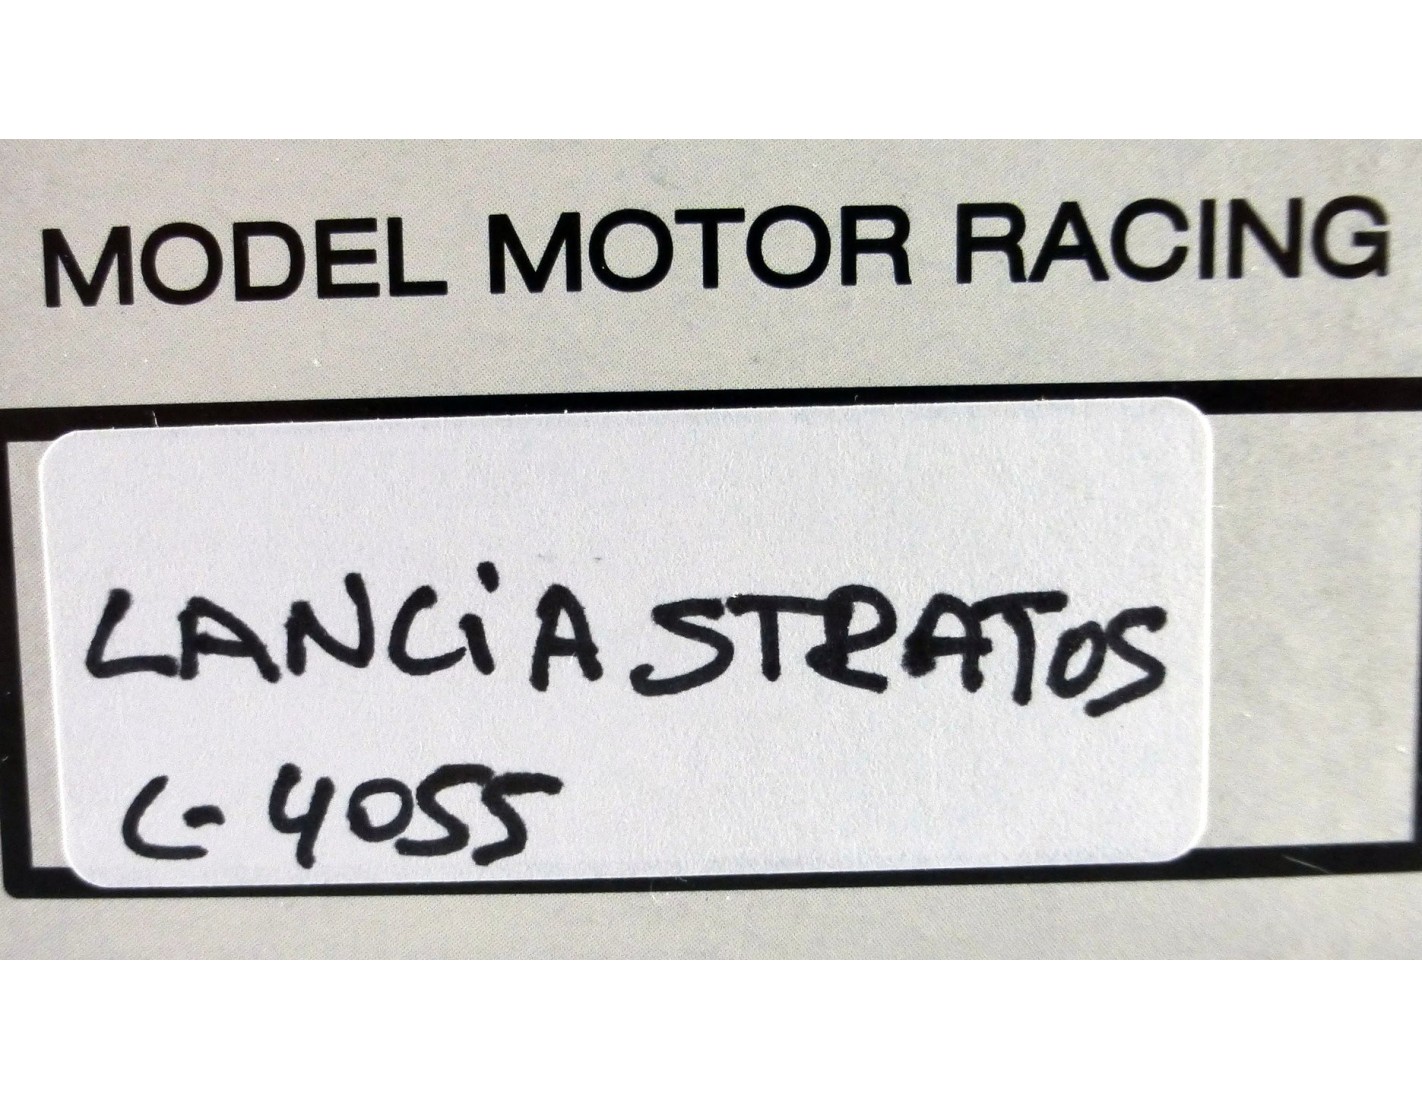 MODEL MOTOR RACING
LANCiA STRATOS
C-4055